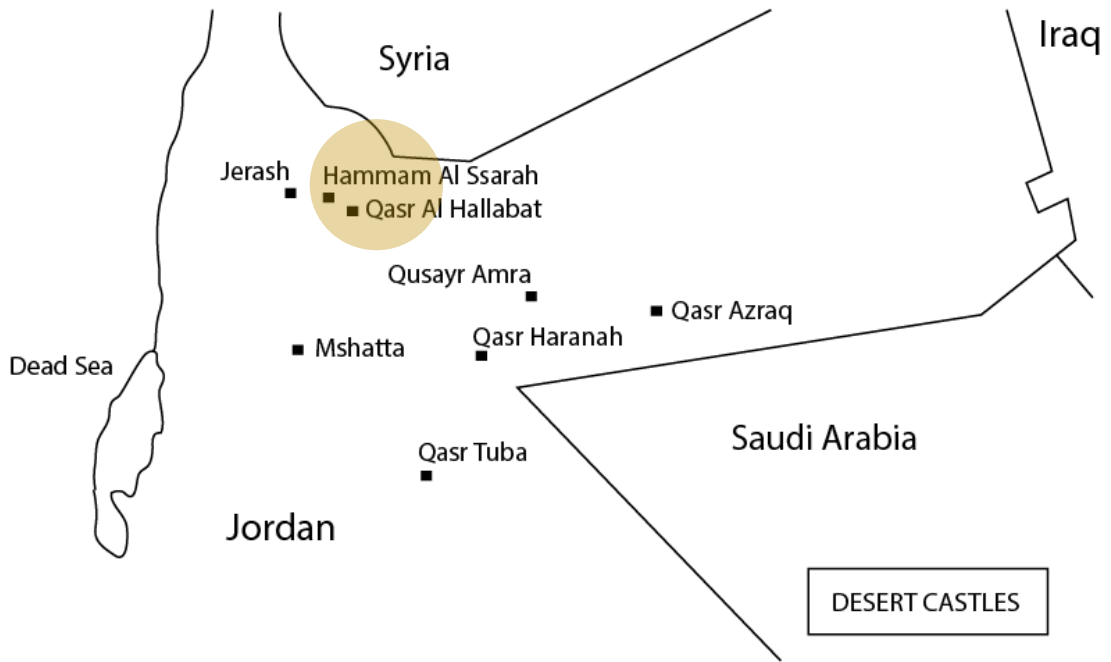 Iraq
Syria
Jerash
Hammam Al Ssarah
Qasr Al Hallabat
Qusayr Amra
Qasr Azraq
Qasr Haranah
Mshatta
Dead Sea
Saudi Arabia
Qasr Tuba
Jordan
DESERT CASTLES